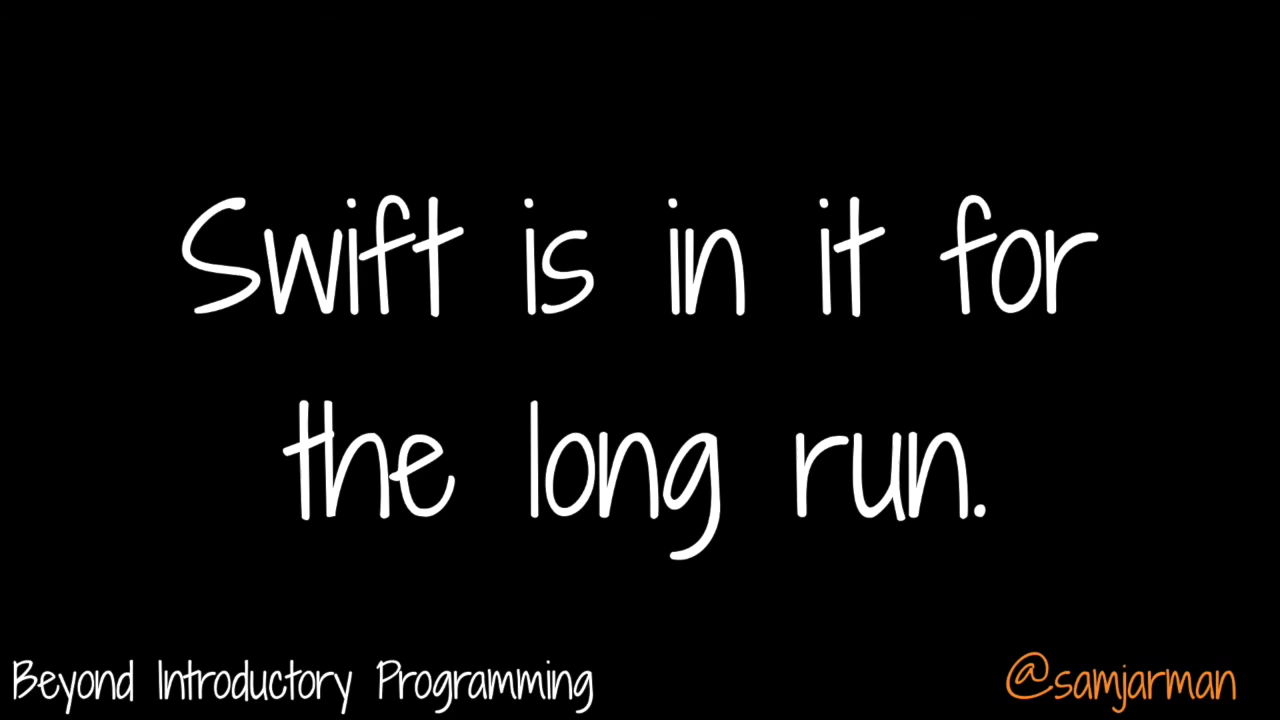 Swift is in it for
the long run.
Beyond Introductory Programming
@samjarman